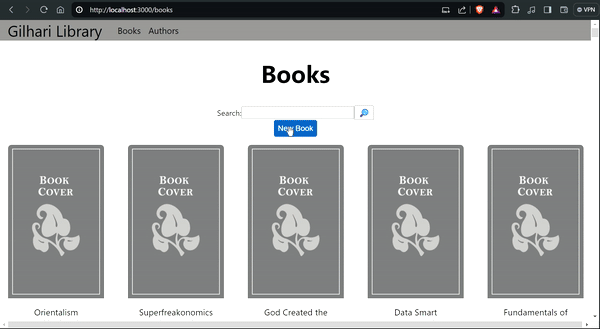 http://localhost:3000/books
VPN
Gilhari Library Books Authors
Books
Search:
New Book
BOOK COVER
BOOK COVER
BOOK COVER
BOOK COVER
BOOK COVER
Orientalism
Superfreakonomics
God Created the
Data Smart
Fundamentals of